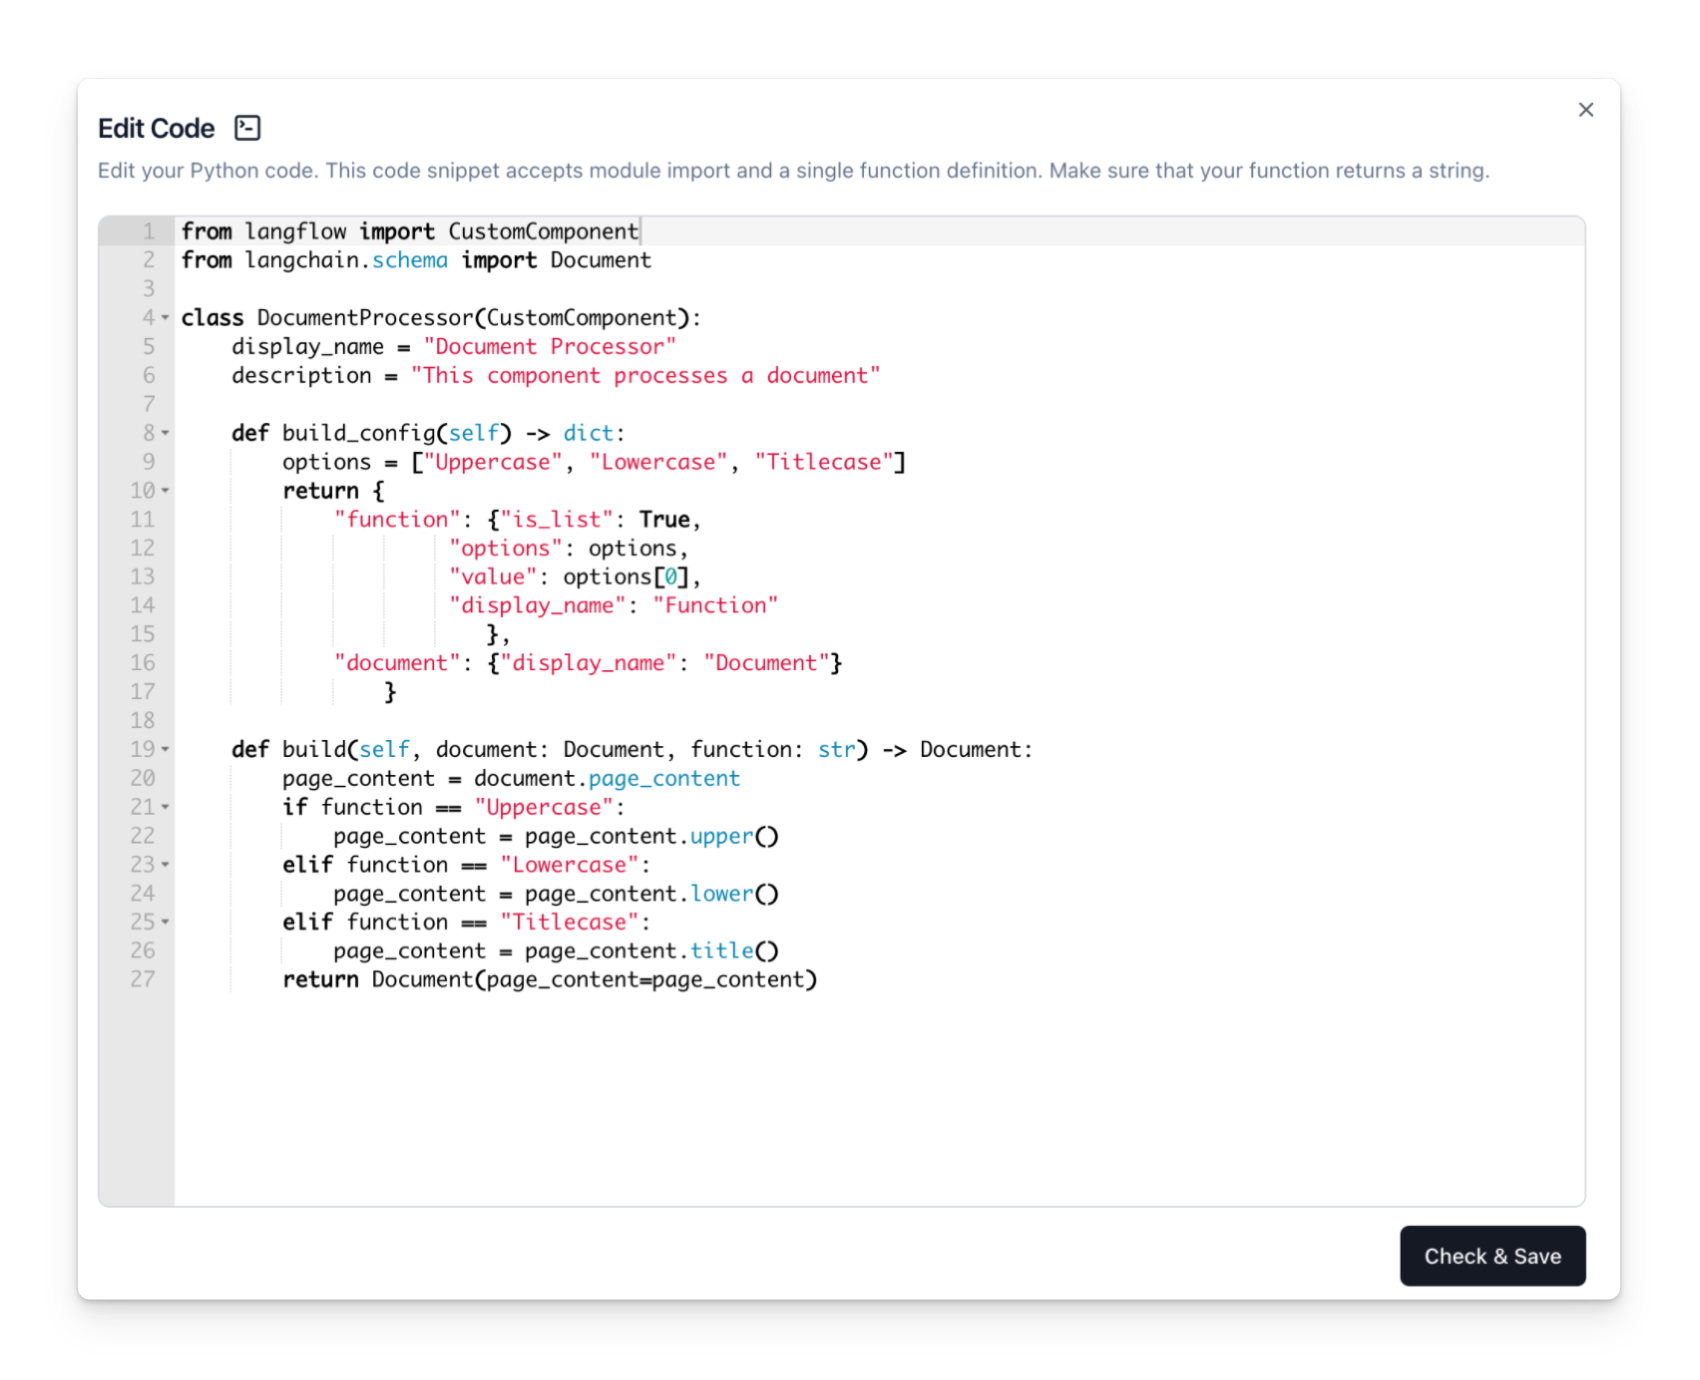 Edit Code
Edit your Python code. This code snippet accepts module import and a single function definition. Make sure that your function returns a string.
1 from langflow import CustomComponent
2 from langchain.schema import Document
3
4 class DocumentProcessor(CustomComponent):
5     display_name = "Document Processor"
6     description = "This component processes a document"
7
8     def build_config(self) -> dict:
9         options = ["Uppercase", "Lowercase", "Titlecase"]
10         return {
11             "function": {"is_list": True,
12                      "options": options,
13                      "value": options[0],
14                      "display_name": "Function"
15                         },
16             "document": {"display_name": "Document"}
17                 }
18
19     def build(self, document: Document, function: str) -> Document:
20         page_content = document.page_content
21         if function == "Uppercase":
22             page_content = page_content.upper()
23         elif function == "Lowercase":
24             page_content = page_content.lower()
25         elif function == "Titlecase":
26             page_content = page_content.title()
27         return Document(page_content=page_content)
Check & Save